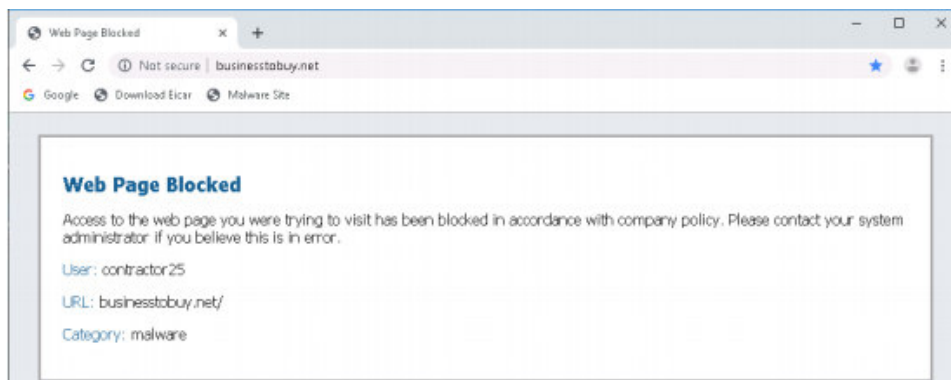 Web Page Blocked
Not secure | businesstobuy.net
Google Download Eicar Malware Site
Web Page Blocked
Access to the web page you were trying to visit has been blocked in accordance with company policy. Please contact your system
administrator if you believe this is in error.
User: contractor25
URL: businesstobuy.net/
Category: malware